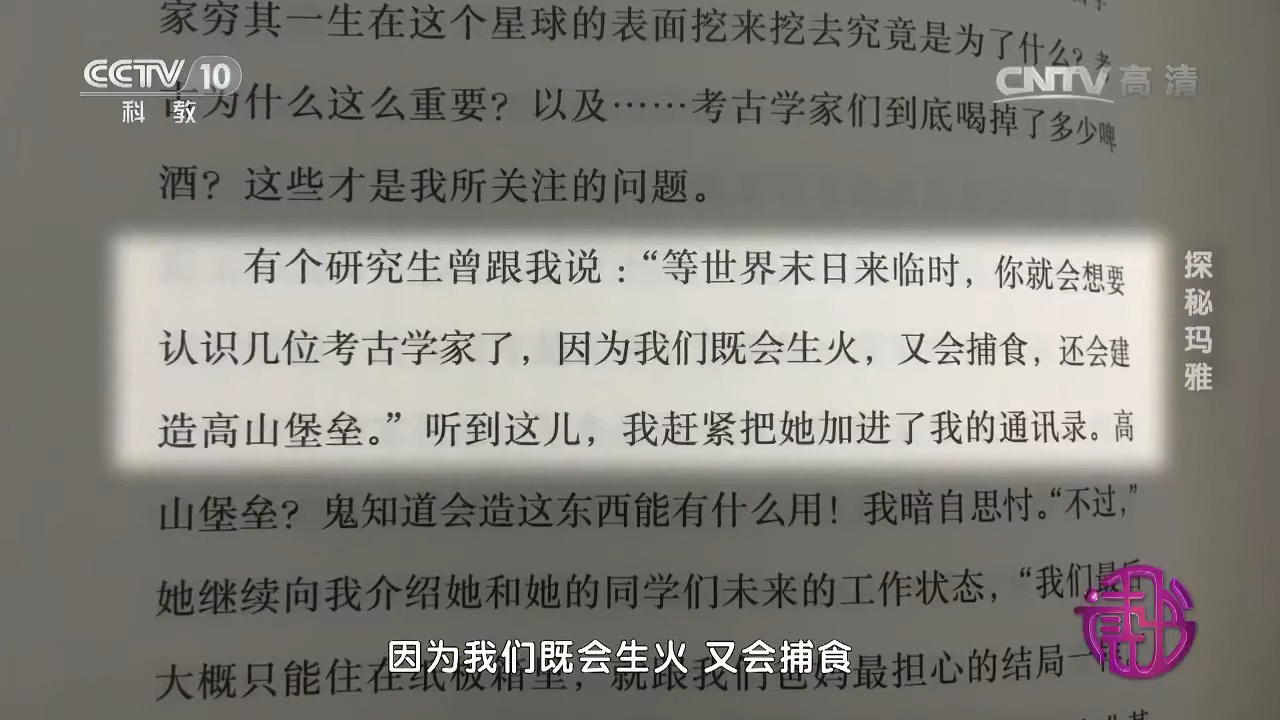 家穷其一生在这个星球的表面挖来挖去究竟是为了什么？考
CCTV 10
科教
CNTV高清
古为什么这么重要？以及……考古学家们到底喝掉了多少啤
酒？这些才是我所关注的问题。
有个研究生曾跟我说：“等世界末日来临时，你就会想要
认识几位考古学家了，因为我们既会生火，又会捕食，还会建
造高山堡垒。”听到这儿，我赶紧把她加进了我的通讯录。高
探秘玛雅
山堡垒？鬼知道会造这东西能有什么用！我暗自思忖。“不过，”
她继续向我介绍她和她的同学们未来的工作状态，“我们最后
因为我们既会生火 又会捕食
大概只能住在纸板箱里，就跟我们爸妈最担心的结局一